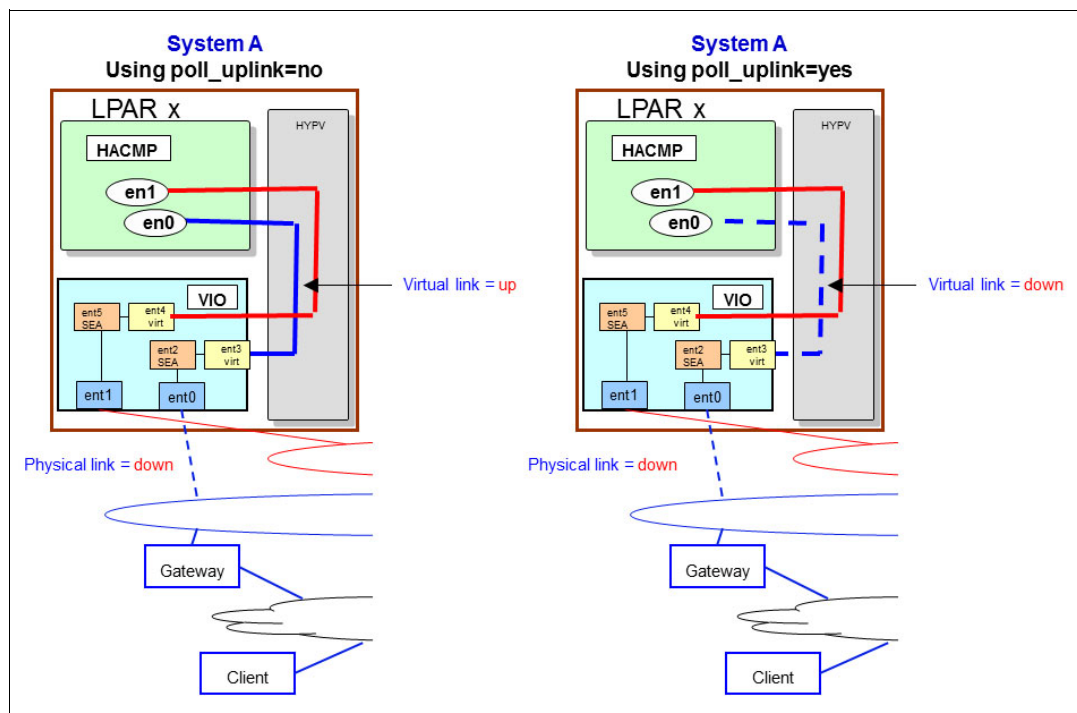 System A
Using poll_uplink=no
LPAR x
HYPV
HACMP
en1
en0
Virtual link = up
VIO
ent5
SEA
ent4
virt
ent2
SEA
ent3
virt
ent1
ent0
Physical link = down
Gateway
Client
System A
Using poll_uplink=yes
LPAR x
HYPV
HACMP
en1
en0
Virtual link = down
VIO
ent5
SEA
ent4
virt
ent2
SEA
ent3
virt
ent1
ent0
Physical link = down
Gateway
Client